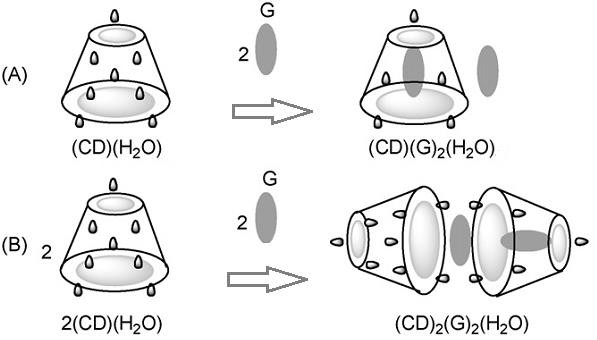 G
(A)
2
(CD)(H₂O)
(CD)(G)₂(H₂O)
G
(B)
2
2
2(CD)(H₂O)
(CD)₂(G)₂(H₂O)